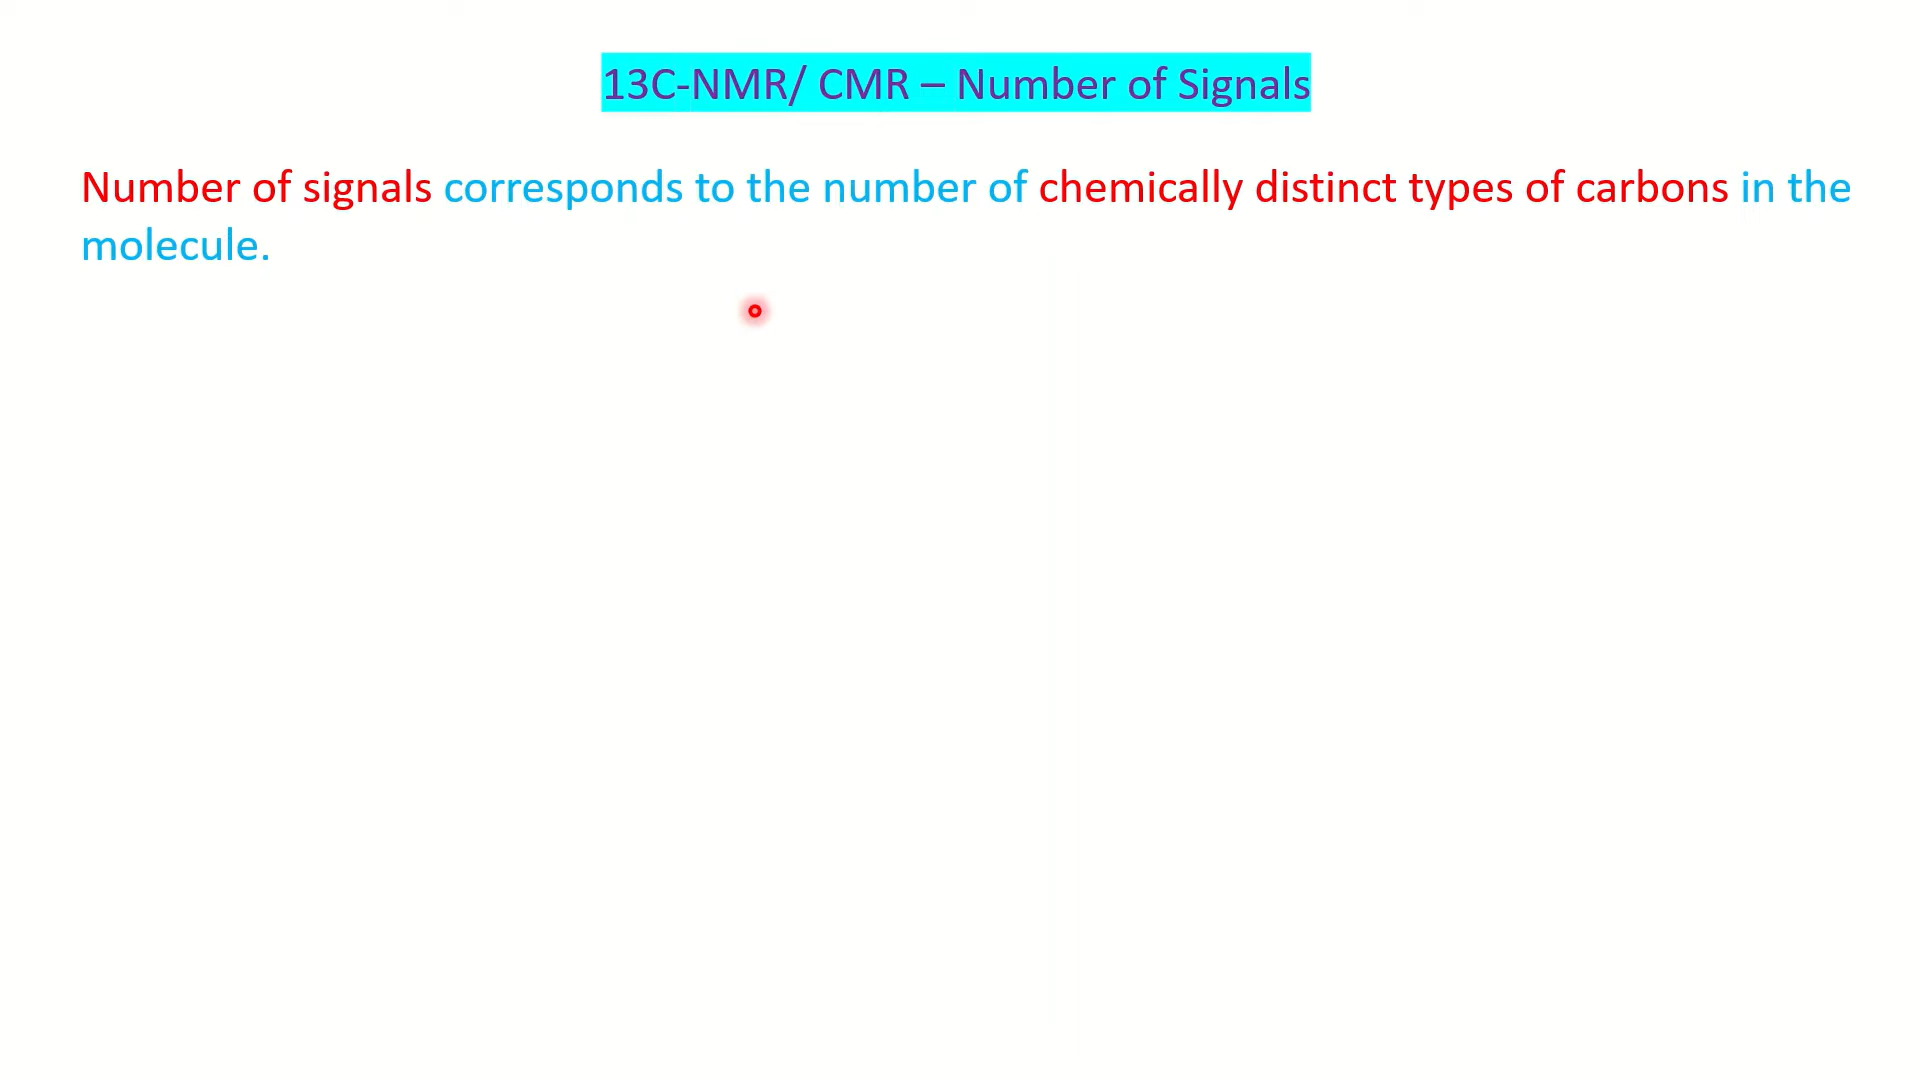 13C-NMR/ CMR – Number of Signals
Number of signals corresponds to the number of chemically distinct types of carbons in the
molecule.